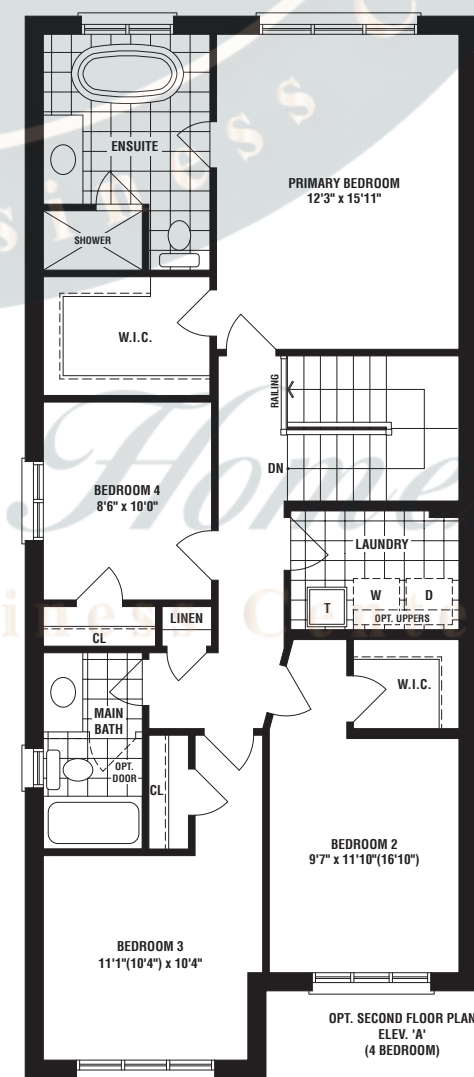 ENSUITE
PRIMARY BEDROOM
12'3" x 15'11"
SHOWER
W.I.C.
RAILING
DN
BEDROOM 4
8'6" x 10'0"
LAUNDRY
W
D
T
OPT. UPPERS
LINEN
CL
W.I.C.
MAIN
BATH
OPT.
DOOR
CL
BEDROOM 2
9'7" x 11'10"(16'10")
BEDROOM 3
11'1"(10'4") x 10'4"
OPT. SECOND FLOOR PLAN
ELEV. 'A'
(4 BEDROOM)
Home